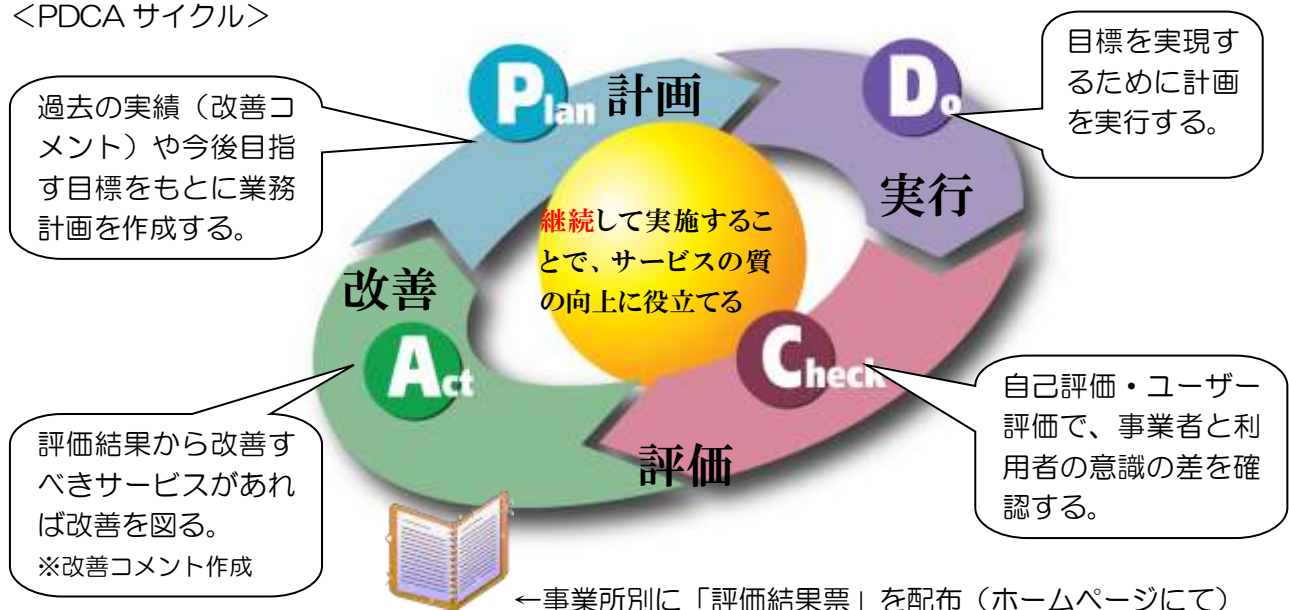 ＜PDCA サイクル＞
過去の実績（改善コ
メント）や今後目指
す目標をもとに業務
計画を作成する。
Plan 計画
Do
実行
目標を実現す
るために計画
を実行する。
継続して実施するこ
とで、サービスの質
の向上に役立てる
改善
Act
Check
評価
自己評価・ユーザー
評価で、事業者と利
用者の意識の差を確
認する。
評価結果から改善す
べきサービスがあれ
ば改善を図る。
※改善コメント作成
←事業所別に「評価結果票」を配布（ホームページにて）